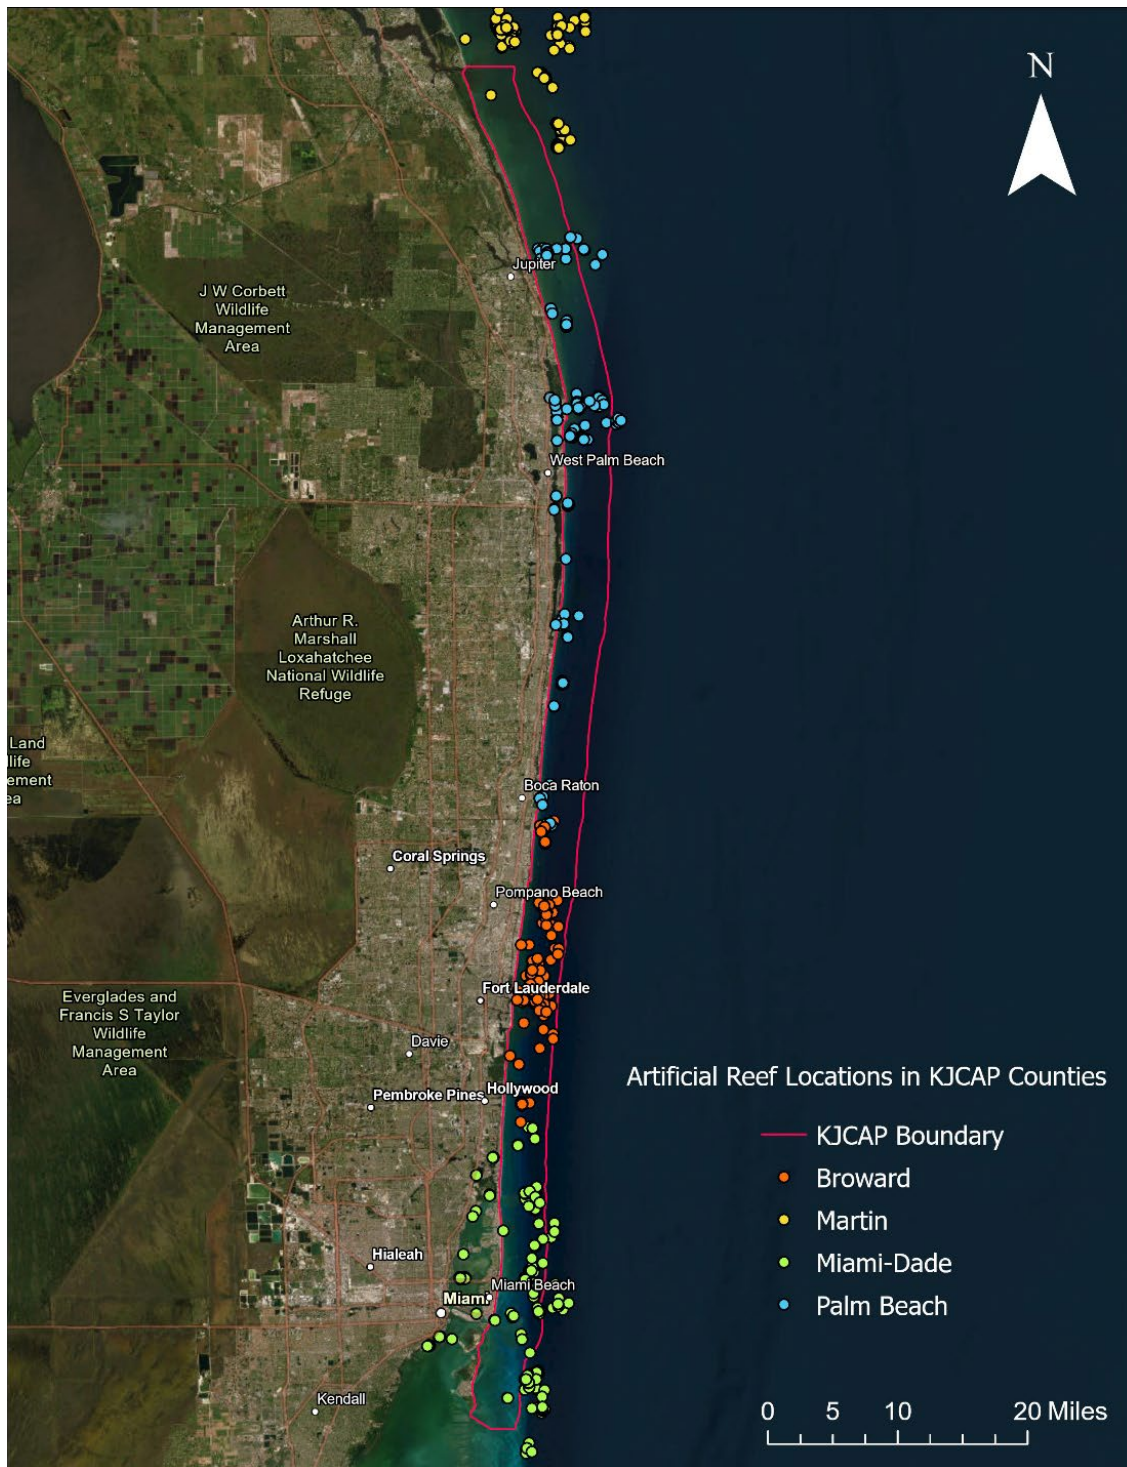 N
Jupiter
J W Corbett
Wildlife
Management
Area
West Palm Beach
Arthur R.
Marshall
Loxahatchee
National Wildlife
Refuge
Land
llife
ement
ea
Boca Raton
Coral Springs
Pompano Beach
Fort Lauderdale
Everglades and
Francis S Taylor
Wildlife
Management
Area
Davie
Hollywood
Pembroke Pines
Artificial Reef Locations in KJCAP Counties
KJCAP Boundary
Broward
Martin
Miami-Dade
Palm Beach
Hialeah
Miami Beach
Miami
Kendall
0 5 10 20 Miles